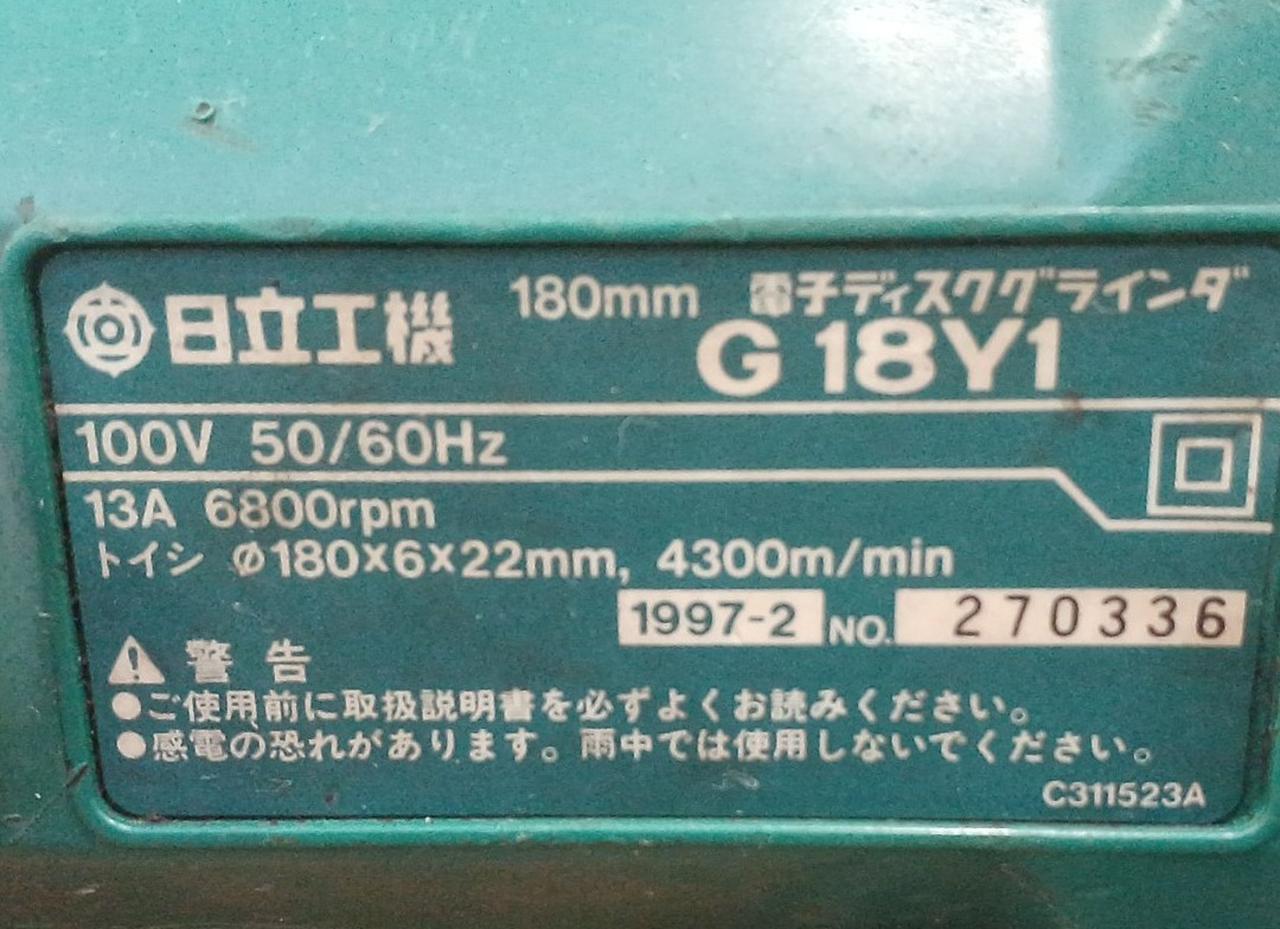 日立工機 180mm 電子ディスクグラインダ
G 18Y1
100V 50/60Hz
13A 6800rpm
トイシ φ180×6×22mm, 4300m/min
1997-2 NO. 270336
警告
●ご使用前に取扱説明書を必ずよくお読みください。
●感電の恐れがあります。雨中では使用しないでください。
C311523A